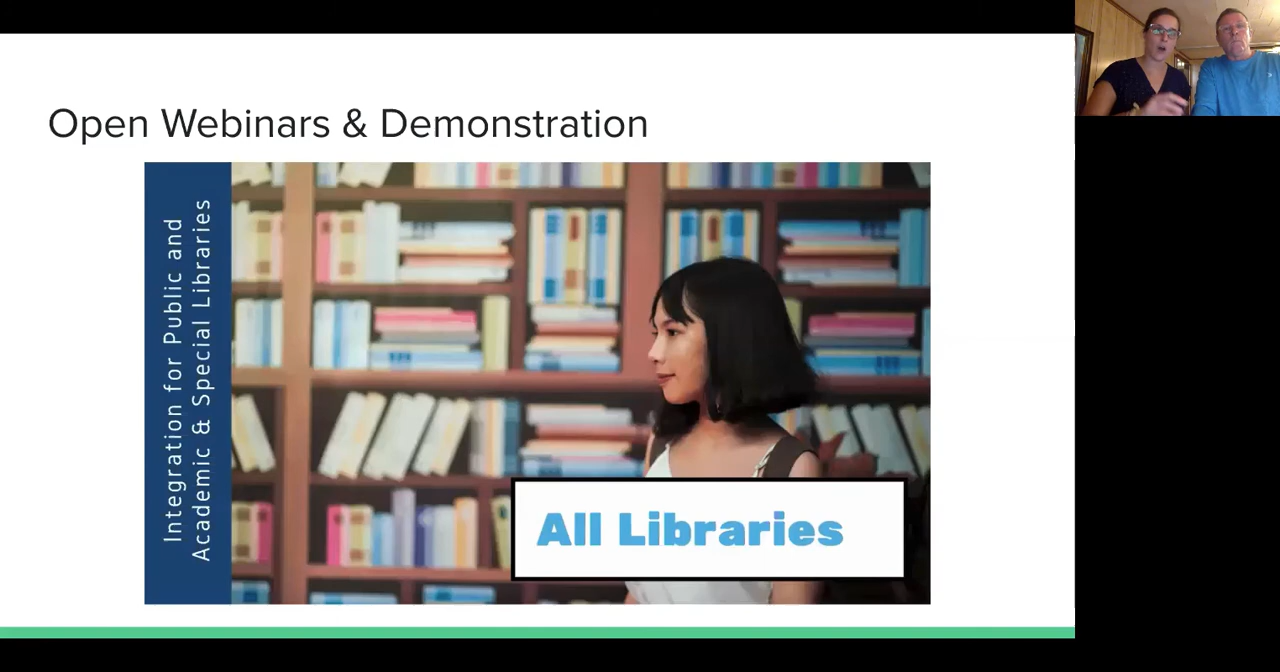 Open Webinars & Demonstration
Integration for Public and
Academic & Special Libraries
All Libraries